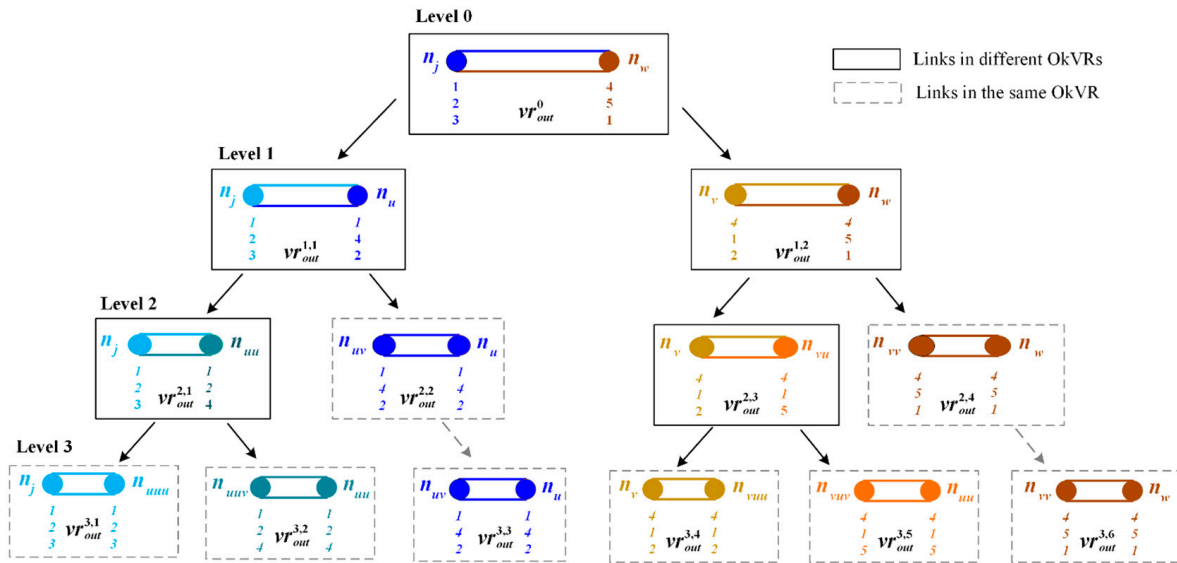 Level 0
n_j n_w
1 4
2 5
3 vr_out^0 1
Links in different OkVRs
Links in the same OkVR
Level 1
n_j n_u
1 1
2 4
3 vr_out^{1,1} 2
n_v n_w
4 4
1 5
2 vr_out^{1,2} 1
Level 2
n_j n_uu
1 1
2 2
3 vr_out^{2,1} 4
n_uv n_u
1 1
4 4
2 vr_out^{2,2} 2
n_v n_vu
4 4
1 1
2 vr_out^{2,3} 5
n_vv n_w
4 4
5 5
1 vr_out^{2,4} 1
Level 3
n_j n_uuu
1 1
2 2
3 vr_out^{3,1} 3
n_uuv n_uu
1 1
2 2
4 vr_out^{3,2} 4
n_uv n_u
1 1
4 4
2 vr_out^{3,3} 2
n_v n_vuu
4 4
1 1
2 vr_out^{3,4} 2
n_vuv n_uu
4 4
1 1
5 vr_out^{3,5} 5
n_vv n_w
4 4
5 5
1 vr_out^{3,6} 1